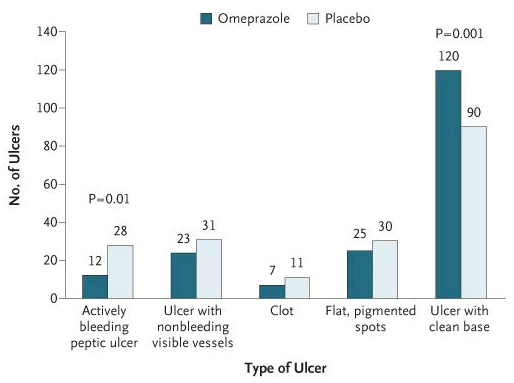 Omeprazole Placebo
No. of Ulcers
140
120
100
80
60
40
20
0
P=0.01
12 28
23 31
7 11
25 30
P=0.001
120 90
Actively
bleeding
peptic ulcer
Ulcer with
nonbleeding
visible vessels
Clot
Flat, pigmented
spots
Ulcer with
clean base
Type of Ulcer